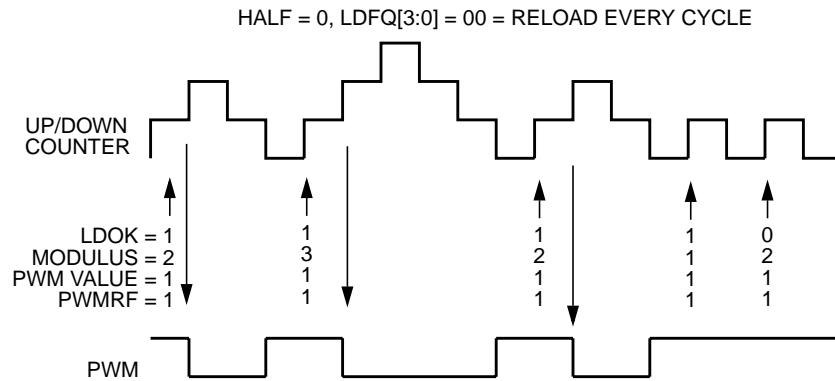 HALF = 0, LDFQ[3:0] = 00 = RELOAD EVERY CYCLE
UP/DOWN
COUNTER
LDOK = 1 1 1 1 0
MODULUS = 2 3 2 1 2
PWM VALUE = 1 1 1 1 1
PWMRF = 1 1 1 1 1
PWM